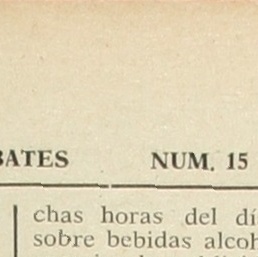 BATES NUM. 15
chas horas del dí
sobre bebidas alcoh